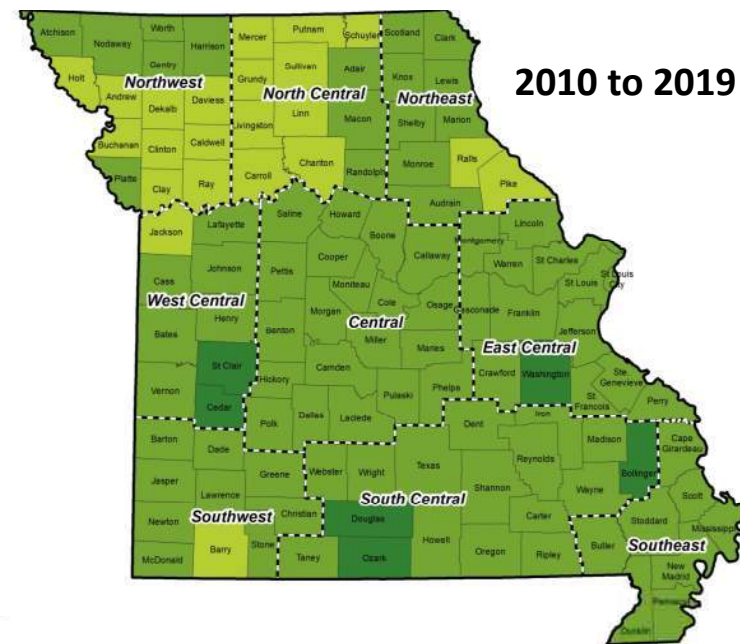 2010 to 2019
Atchison
Nodaway
Worth
Harrison
Gentry
Holt
Northwest
Andrew
Daviess
Dekalb
Buchanan
Clinton
Caldwell
Platte
Clay
Ray
Mercer
Putnam
Schuyler
Sullivan
Adair
Grundy
North Central
Linn
Macon
Livingston
Chariton
Carroll
Randolph
Scotland
Clark
Knox
Lewis
Northeast
Shelby
Marion
Monroe
Ralls
Pike
Audrain
Jackson
Lafayette
Johnson
Cass
West Central
Henry
Bates
St Clair
Vernon
Cedar
Saline
Howard
Boone
Callaway
Cooper
Pettis
Moniteau
Cole
Osage
Morgan
Central
Benton
Miller
Maries
Camden
Hickory
Pulaski
Phelps
Polk
Dallas
Laclede
Lincoln
Montgomery
Warren
St Charles
St Louis
City
St Louis
Gasconade
Franklin
Jefferson
East Central
Crawford
Washington
Ste.
Genevieve
St
Francois
Perry
Barton
Dade
Jasper
Greene
Lawrence
Newton
Southwest
Christian
McDonald
Barry
Stone
Dent
Iron
Webster
Wright
Texas
Reynolds
Shannon
South Central
Douglas
Carter
Howell
Taney
Ozark
Oregon
Ripley
Madison
Bollinger
Cape
Girardeau
Wayne
Scott
Stoddard
Mississippi
Butler
Southeast
New
Madrid
Pemiscot
Dunklin